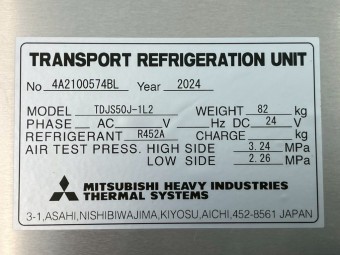 TRANSPORT REFRIGERATION UNIT
No 4A2100574BL Year 2024
MODEL TDJS50J-1L2 WEIGHT 82 kg
PHASE AC V Hz DC 24 V
REFRIGERANT R452A CHARGE kg
AIR TEST PRESS. HIGH SIDE 3.24 MPa
LOW SIDE 2.26 MPa
MITSUBISHI HEAVY INDUSTRIES
THERMAL SYSTEMS
3-1,ASAHI,NISHIBIWAJIMA,KIYOSU,AICHI,452-8561 JAPAN